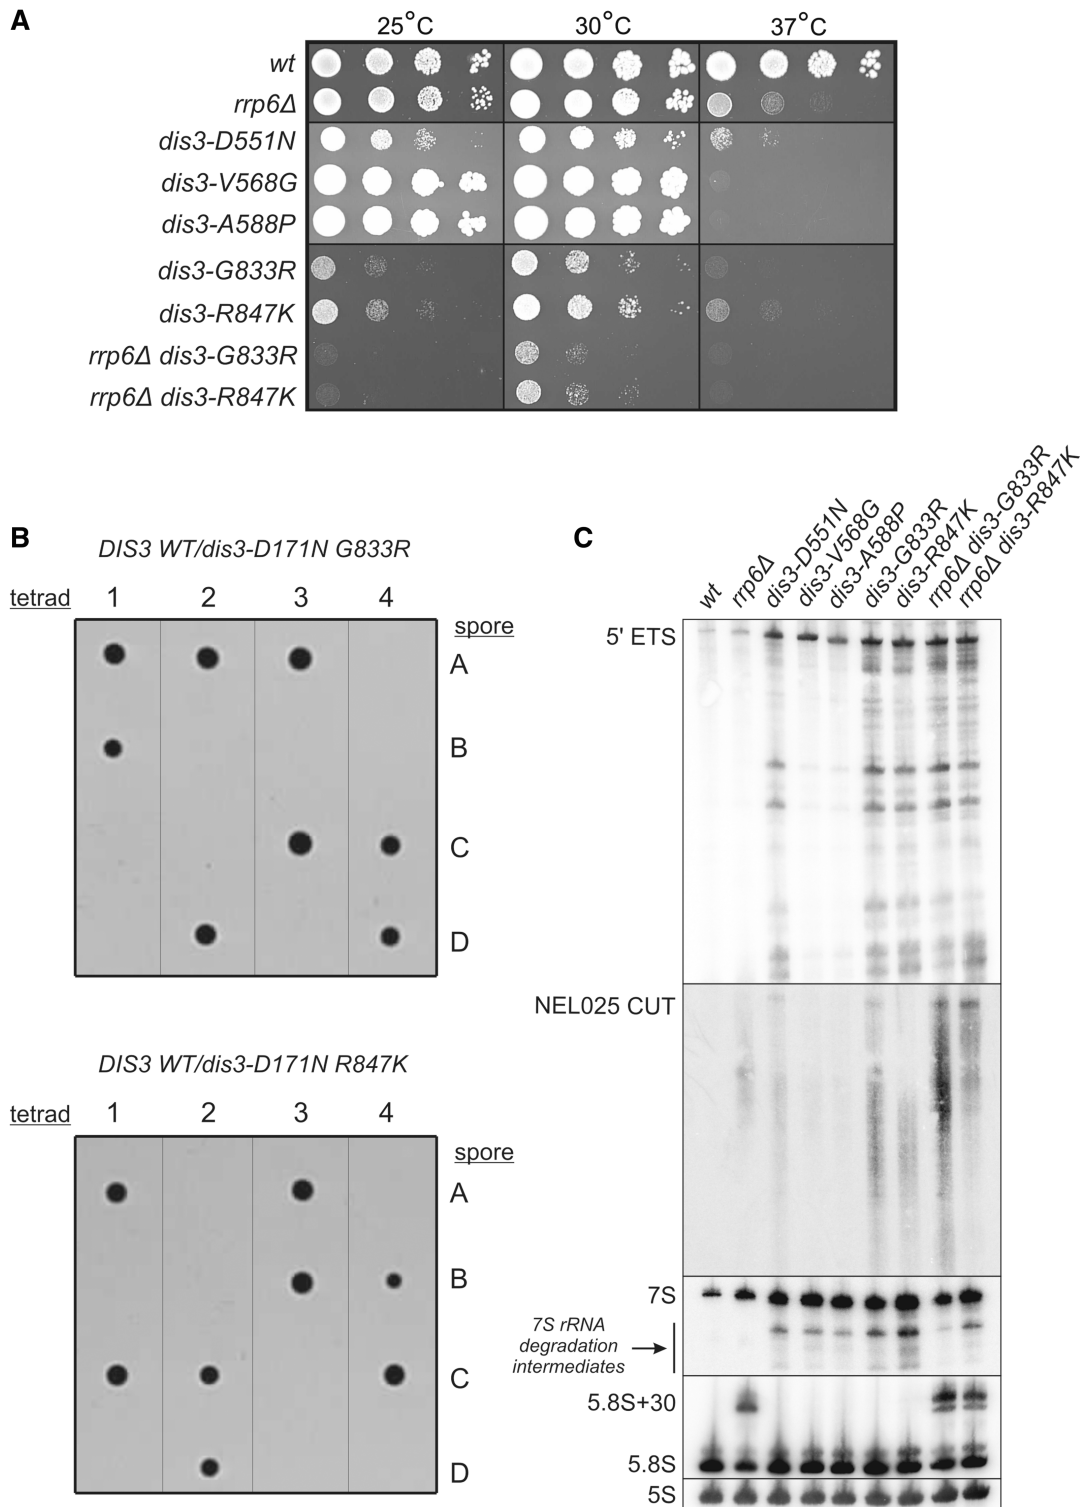 A
25°C 30°C 37°C
wt
rrp6Δ
dis3-D551N
dis3-V568G
dis3-A588P
dis3-G833R
dis3-R847K
rrp6Δ dis3-G833R
rrp6Δ dis3-R847K
B
DIS3 WT/dis3-D171N G833R
tetrad 1 2 3 4
spore
A
B
C
D
DIS3 WT/dis3-D171N R847K
tetrad 1 2 3 4
spore
A
B
C
D
C
wt
rrp6Δ
dis3-D551N
dis3-V568G
dis3-A588P
dis3-G833R
dis3-R847K
rrp6Δ dis3-G833R
rrp6Δ dis3-R847K
5' ETS
NEL025 CUT
7S
7S rRNA
degradation
intermediates
5.8S+30
5.8S
5S